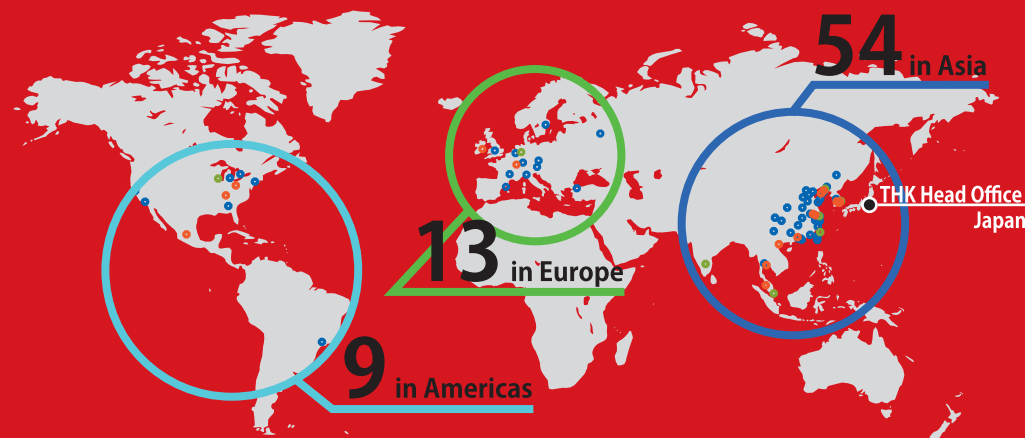 54 in Asia
THK Head Office
Japan
13 in Europe
9 in Americas